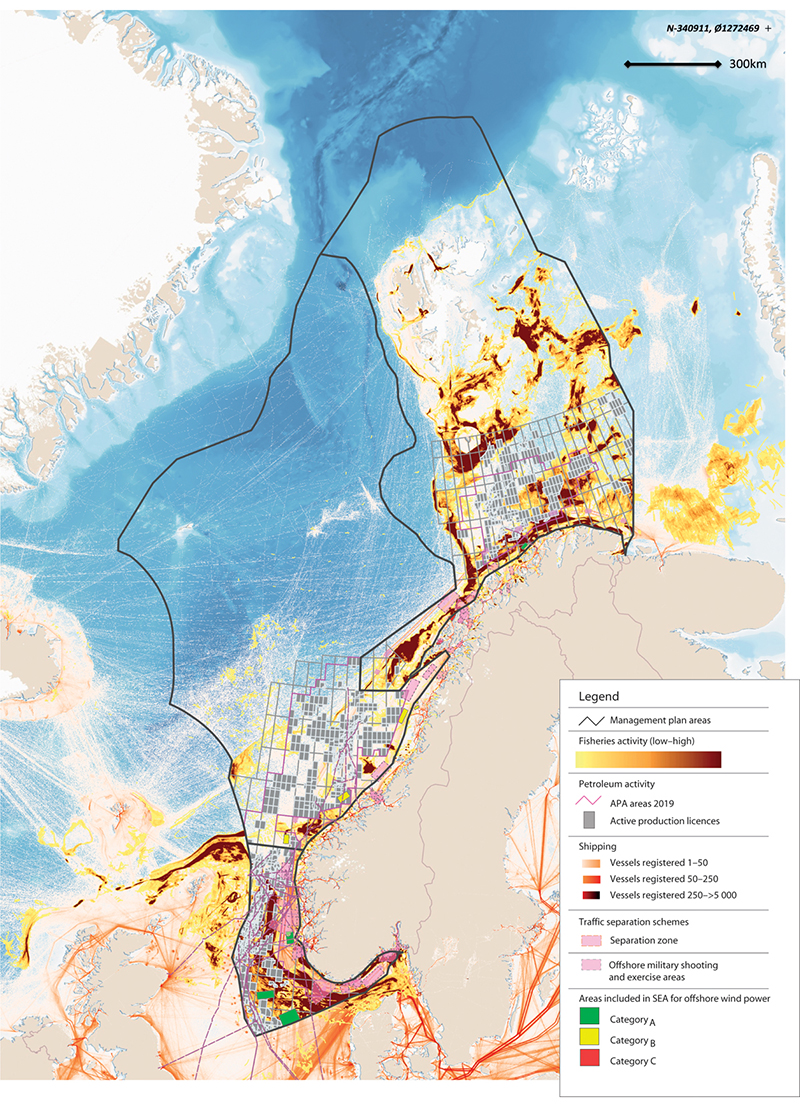 N-340911, Ø1272469 +
300km
Legend
Management plan areas
Fisheries activity (low–high)
Petroleum activity
APA areas 2019
Active production licences
Shipping
Vessels registered 1–50
Vessels registered 50–250
Vessels registered 250–>5 000
Traffic separation schemes
Separation zone
Offshore military shooting
and exercise areas
Areas included in SEA for offshore wind power
Category A
Category B
Category C